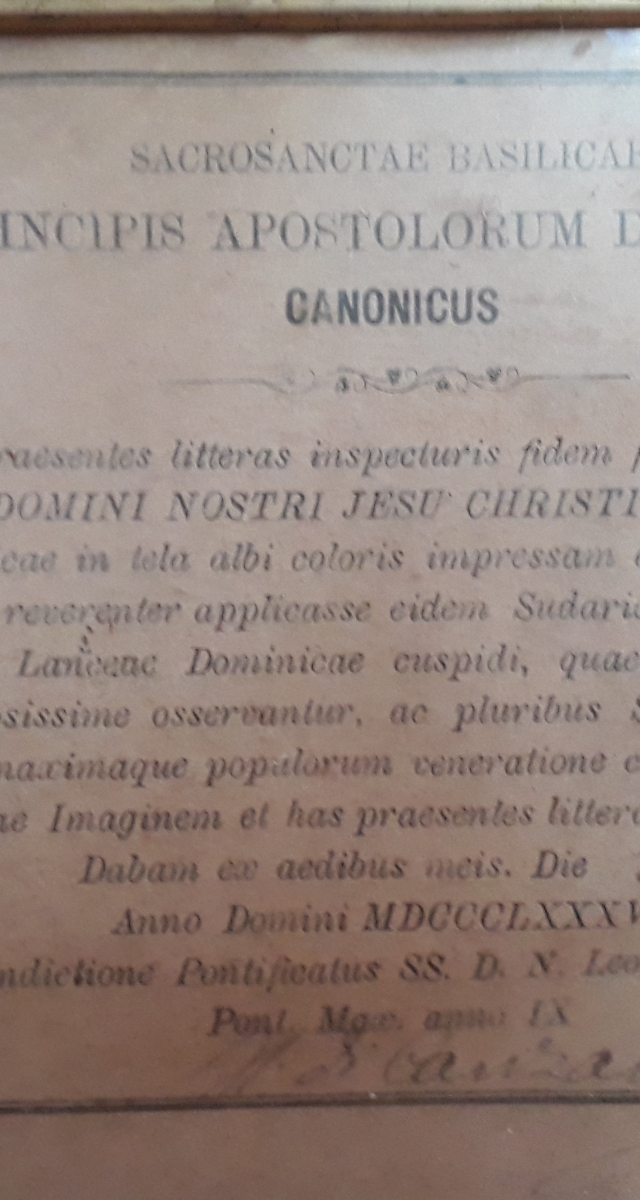 SACROSANCTAE BASILICAE
INCIPIS APOSTOLORUM D
CANONICUS
raesentes litteras inspecturis fidem
DOMINI NOSTRI JESU CHRISTI
cae in tela albi coloris impressam
reverenter applicasse eidem Sudario
Lanceae Dominicae cuspidi, quae
sissime osservantur, ac pluribus S
maximaque populorum veneratione c
ae Imaginem et has praesentes littera
Dabam ex aedibus meis. Die
Anno Domini MDCCCLXXXV
ndictione Pontificatus SS. D. N. Leo
Pont. Max. anno IX